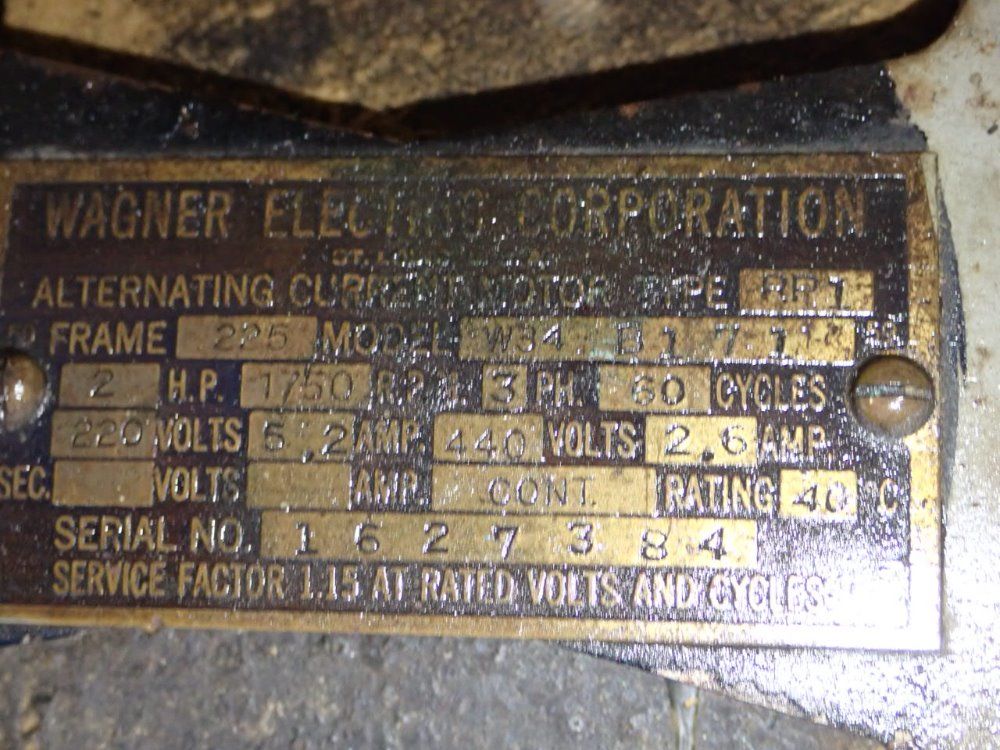 WAGNER ELECTRIC CORPORATION
ST.
ALTERNATING CURRENT MOTOR TYPE RP1
FRAME 225 MODEL W34 B171
2 H.P. 1750 R.P.M. 3 PH. 60 CYCLES
220 VOLTS 5.2 AMP. 440 VOLTS 2.6 AMP.
SEC. VOLTS AMP. CONT. RATING 40 °C
SERIAL NO. 1627384
SERVICE FACTOR 1.15 AT RATED VOLTS AND CYCLES